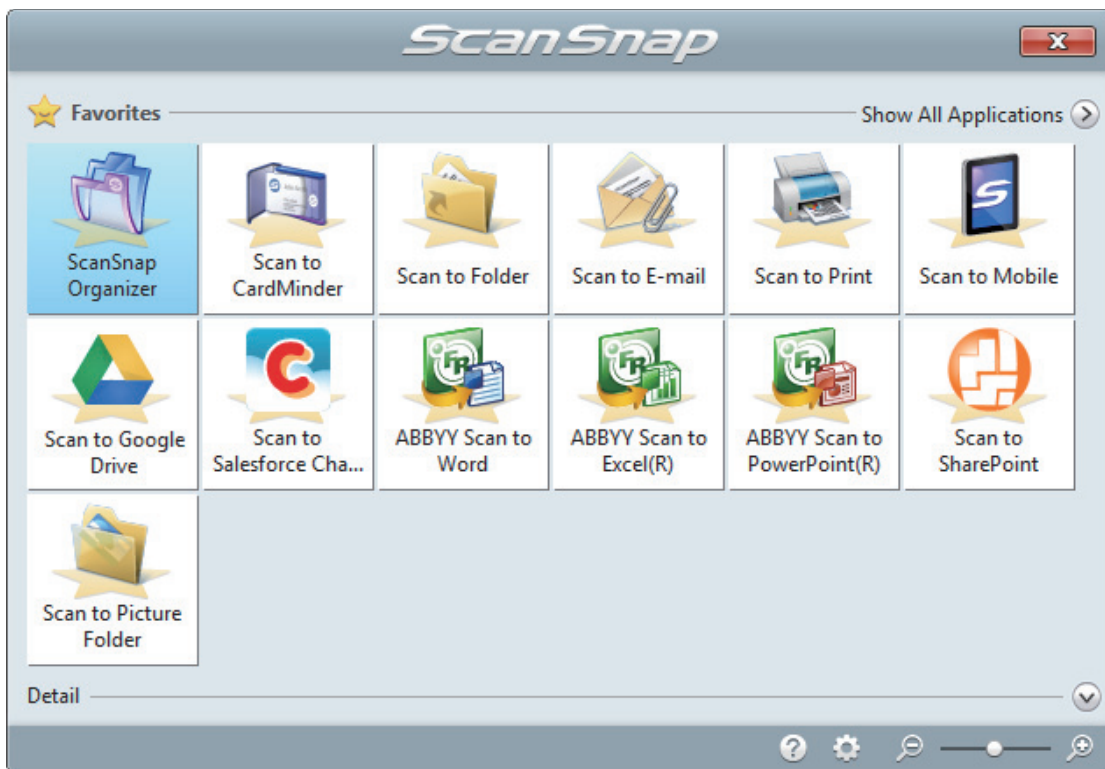 ScanSnap
Favorites
Show All Applications
ScanSnap
Organizer
Scan to
CardMinder
Scan to Folder
Scan to E-mail
Scan to Print
Scan to Mobile
Scan to Google
Drive
Scan to
Salesforce Cha...
ABBYY Scan to
Word
ABBYY Scan to
Excel(R)
ABBYY Scan to
PowerPoint(R)
Scan to
SharePoint
Scan to Picture
Folder
Detail